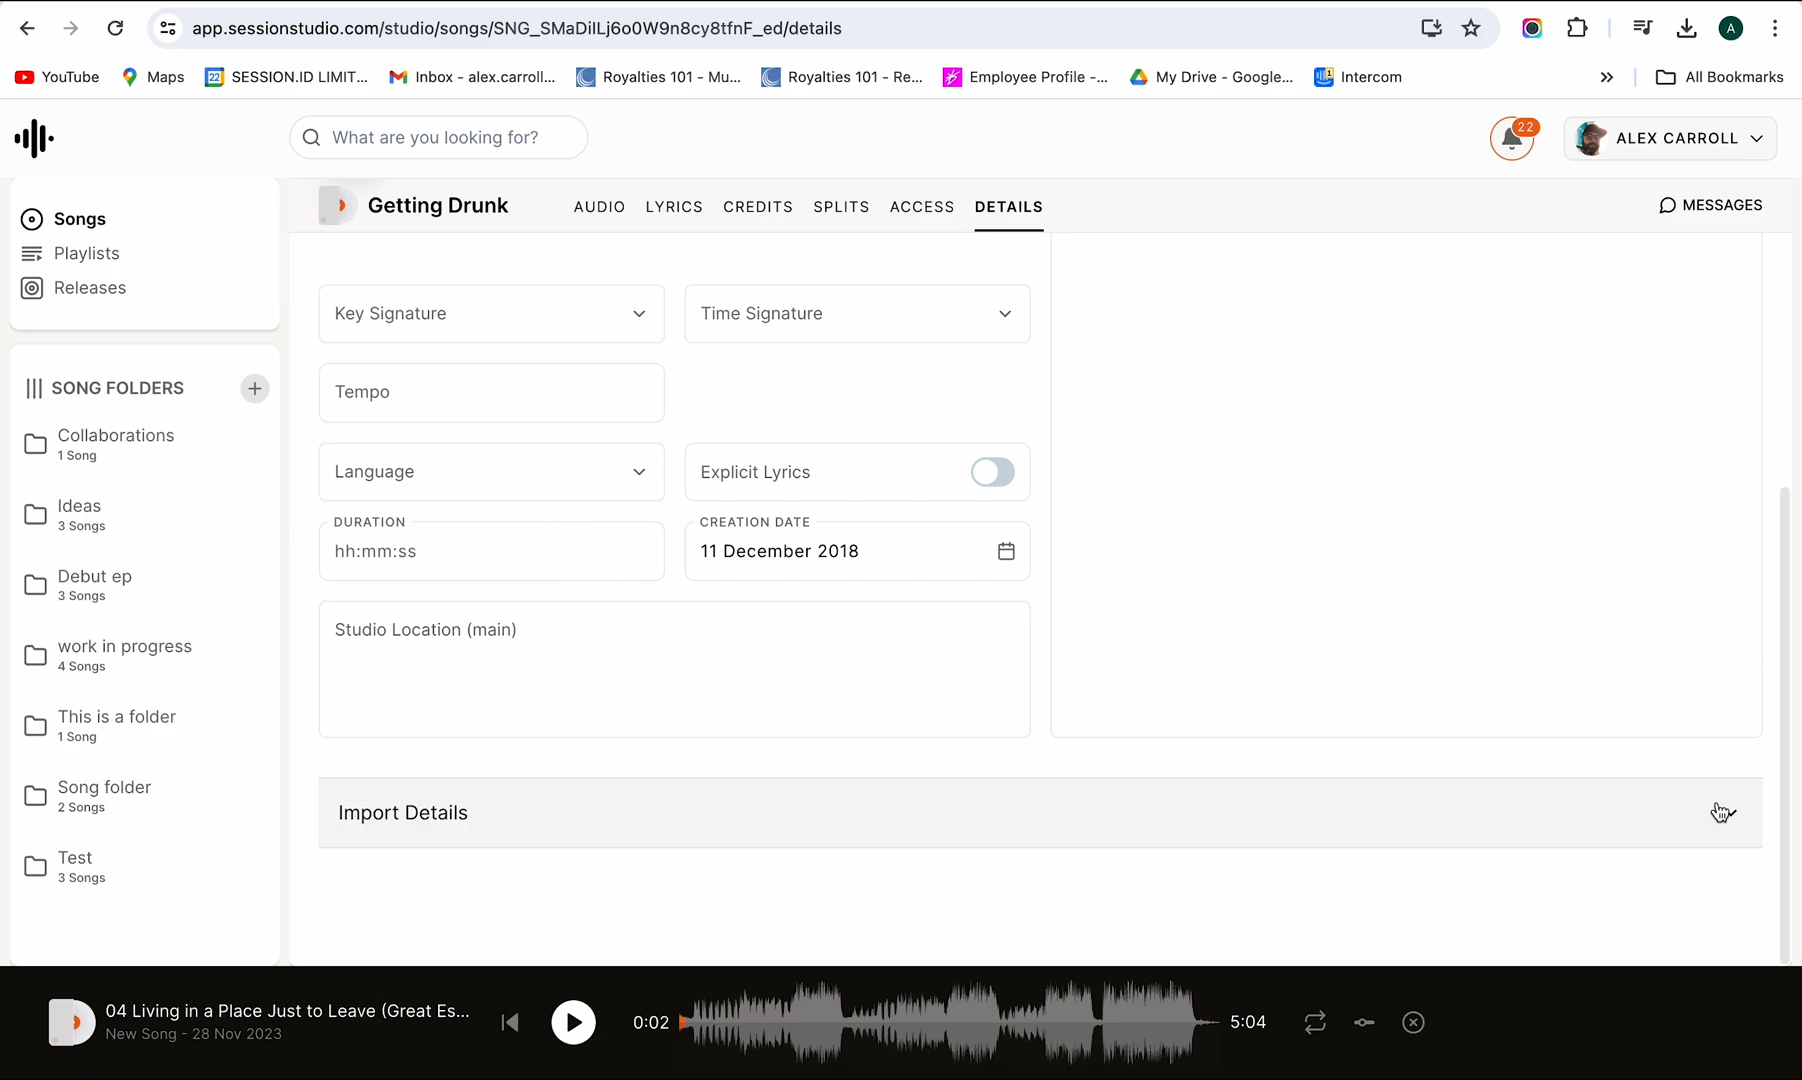 app.sessionstudio.com/studio/songs/SNG_SMaDilLj6o0W9n8cy8tfnF_ed/details
A
YouTube
Maps
22
SESSION.ID LIMIT...
Inbox - alex.carroll...
Royalties 101 - Mu...
Royalties 101 - Re...
Employee Profile -...
My Drive - Google...
1
Intercom
All Bookmarks
What are you looking for?
22
ALEX CARROLL
Songs
Playlists
Releases
Getting Drunk
AUDIO
LYRICS
CREDITS
SPLITS
ACCESS
DETAILS
MESSAGES
SONG FOLDERS
Collaborations
1 Song
Ideas
3 Songs
Debut ep
3 Songs
work in progress
4 Songs
This is a folder
1 Song
Song folder
2 Songs
Test
3 Songs
Key Signature
Time Signature
Tempo
Language
Explicit Lyrics
DURATION
hh:mm:ss
CREATION DATE
11 December 2018
Studio Location (main)
Import Details
04 Living in a Place Just to Leave (Great Es...
New Song - 28 Nov 2023
0:02
5:04